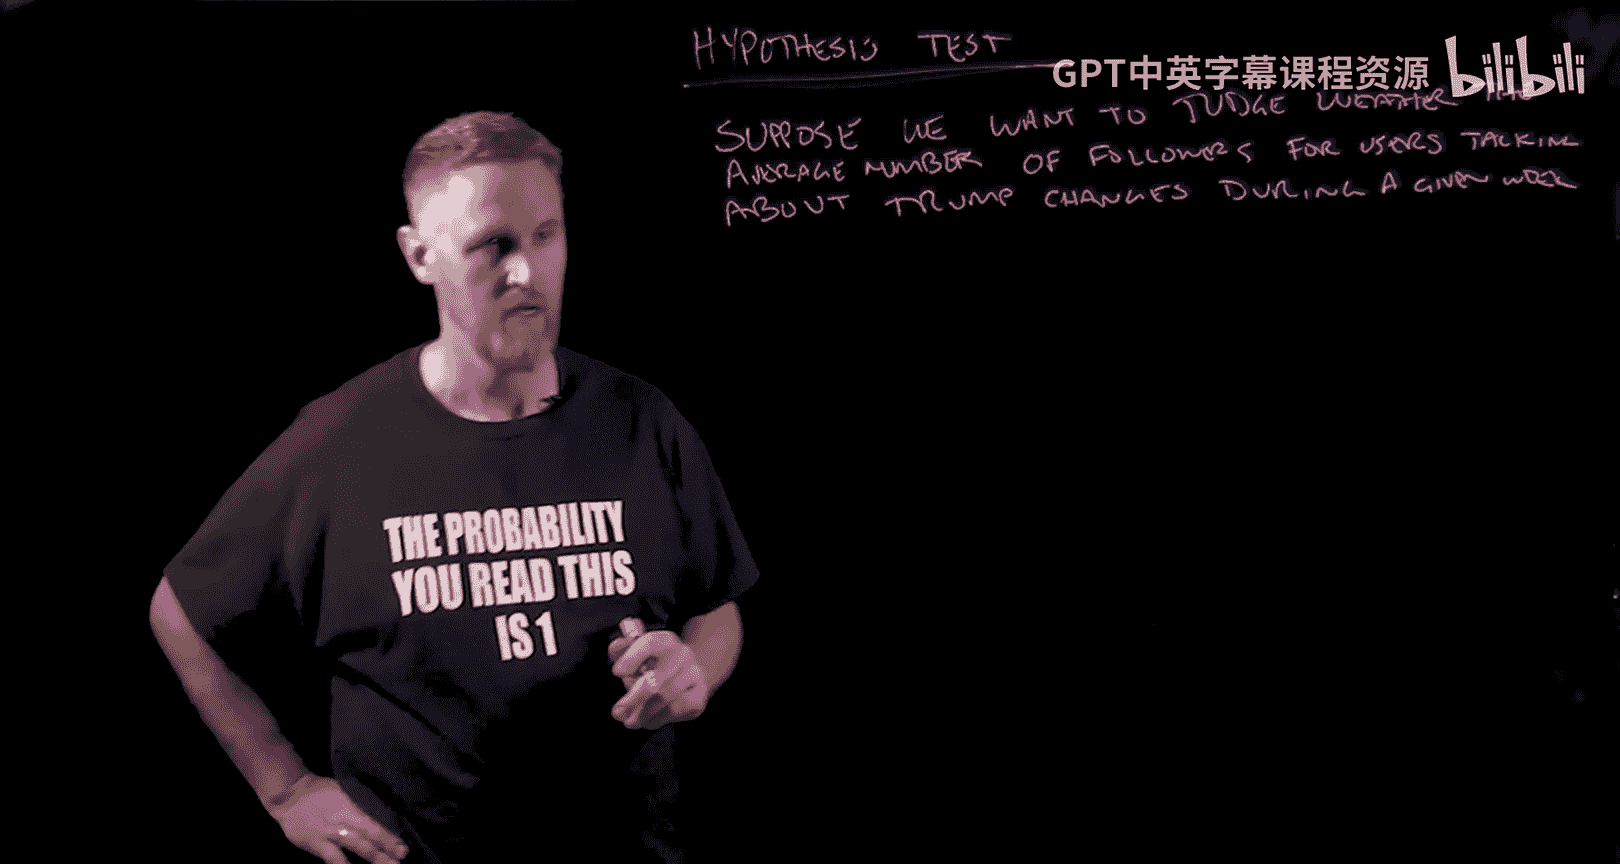 HYPOTHESIS TEST
GPT中英字幕课程资源 bilibili
SUPPOSE WE WANT TO JUDGE WEATHER
AVERAGE NUMBER OF FOLLOWERS FOR USERS TALKING
ABOUT TRUMP CHANGES DURING A GIVEN WEEK
THE PROBABILITY
YOU READ THIS
IS 1